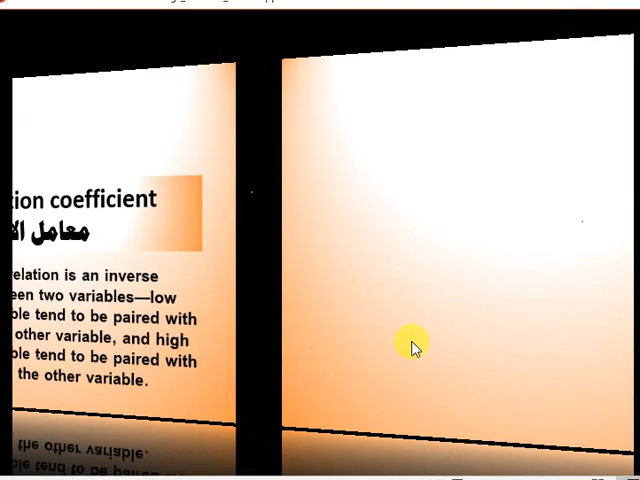 tion coefficient
معامل الا
relation is an inverse
een two variables—low
ble tend to be paired with
other variable, and high
ble tend to be paired with
the other variable.